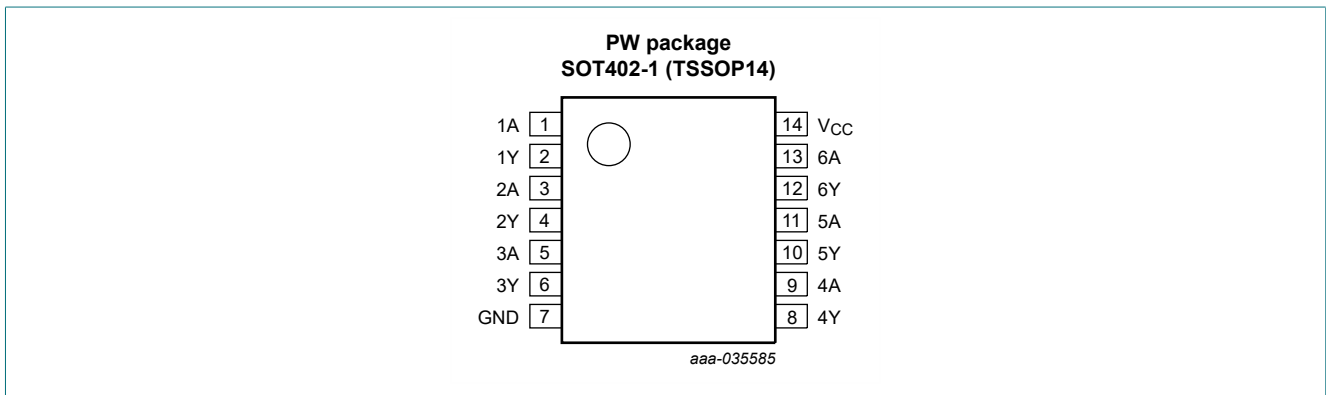 PW package
SOT402-1 (TSSOP14)
1A 1 14 VCC
1Y 2 13 6A
2A 3 12 6Y
2Y 4 11 5A
3A 5 10 5Y
3Y 6 9 4A
GND 7 8 4Y
aaa-035585